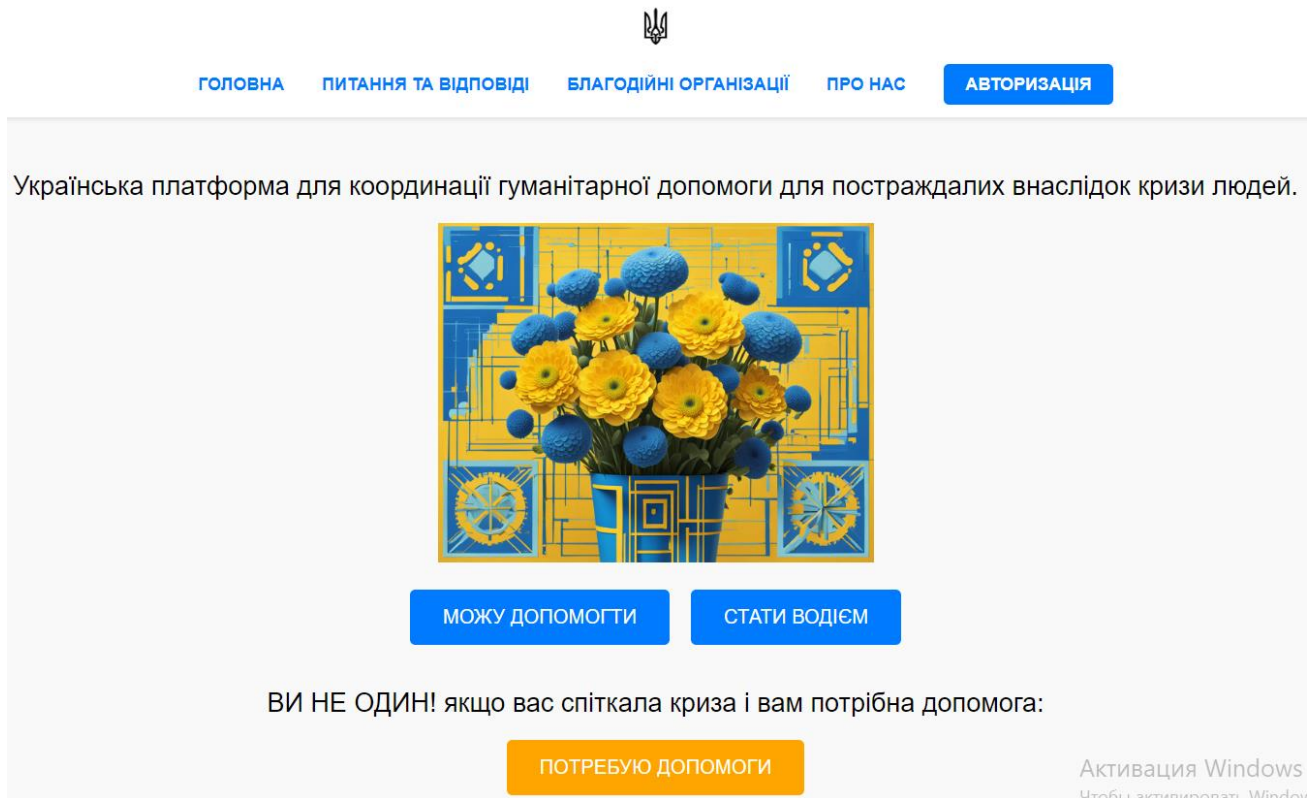 ГОЛОВНА ПИТАННЯ ТА ВІДПОВІДІ БЛАГОДІЙНІ ОРГАНІЗАЦІЇ ПРО НАС АВТОРИЗАЦІЯ
Українська платформа для координації гуманітарної допомоги для постраждалих внаслідок кризи людей.
МОЖУ ДОПОМОГТИ СТАТИ ВОДІЄМ
ВИ НЕ ОДИН! якщо вас спіткала криза і вам потрібна допомога:
ПОТРЕБУЮ ДОПОМОГИ
Активация Windows